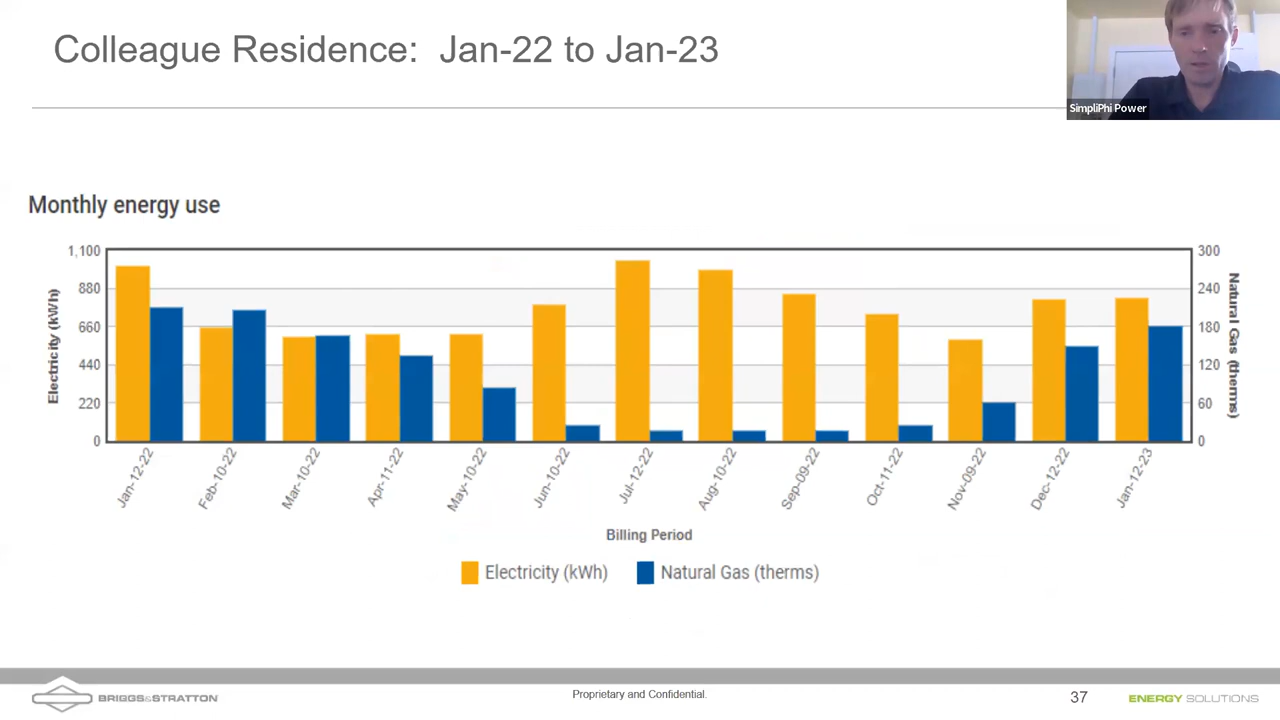 Colleague Residence: Jan-22 to Jan-23
SimpliPhi Power
Monthly energy use
1,100
880
660
440
220
0
Electricity (kWh)
300
240
180
120
60
0
Natural Gas (therms)
Jan-12-22
Feb-10-22
Mar-10-22
Apr-11-22
May-10-22
Jun-10-22
Jul-12-22
Aug-10-22
Sep-09-22
Oct-11-22
Nov-09-22
Dec-12-22
Jan-12-23
Billing Period
Electricity (kWh)
Natural Gas (therms)
BRIGGS&STRATTON
Proprietary and Confidential.
37
ENERGY SOLUTIONS